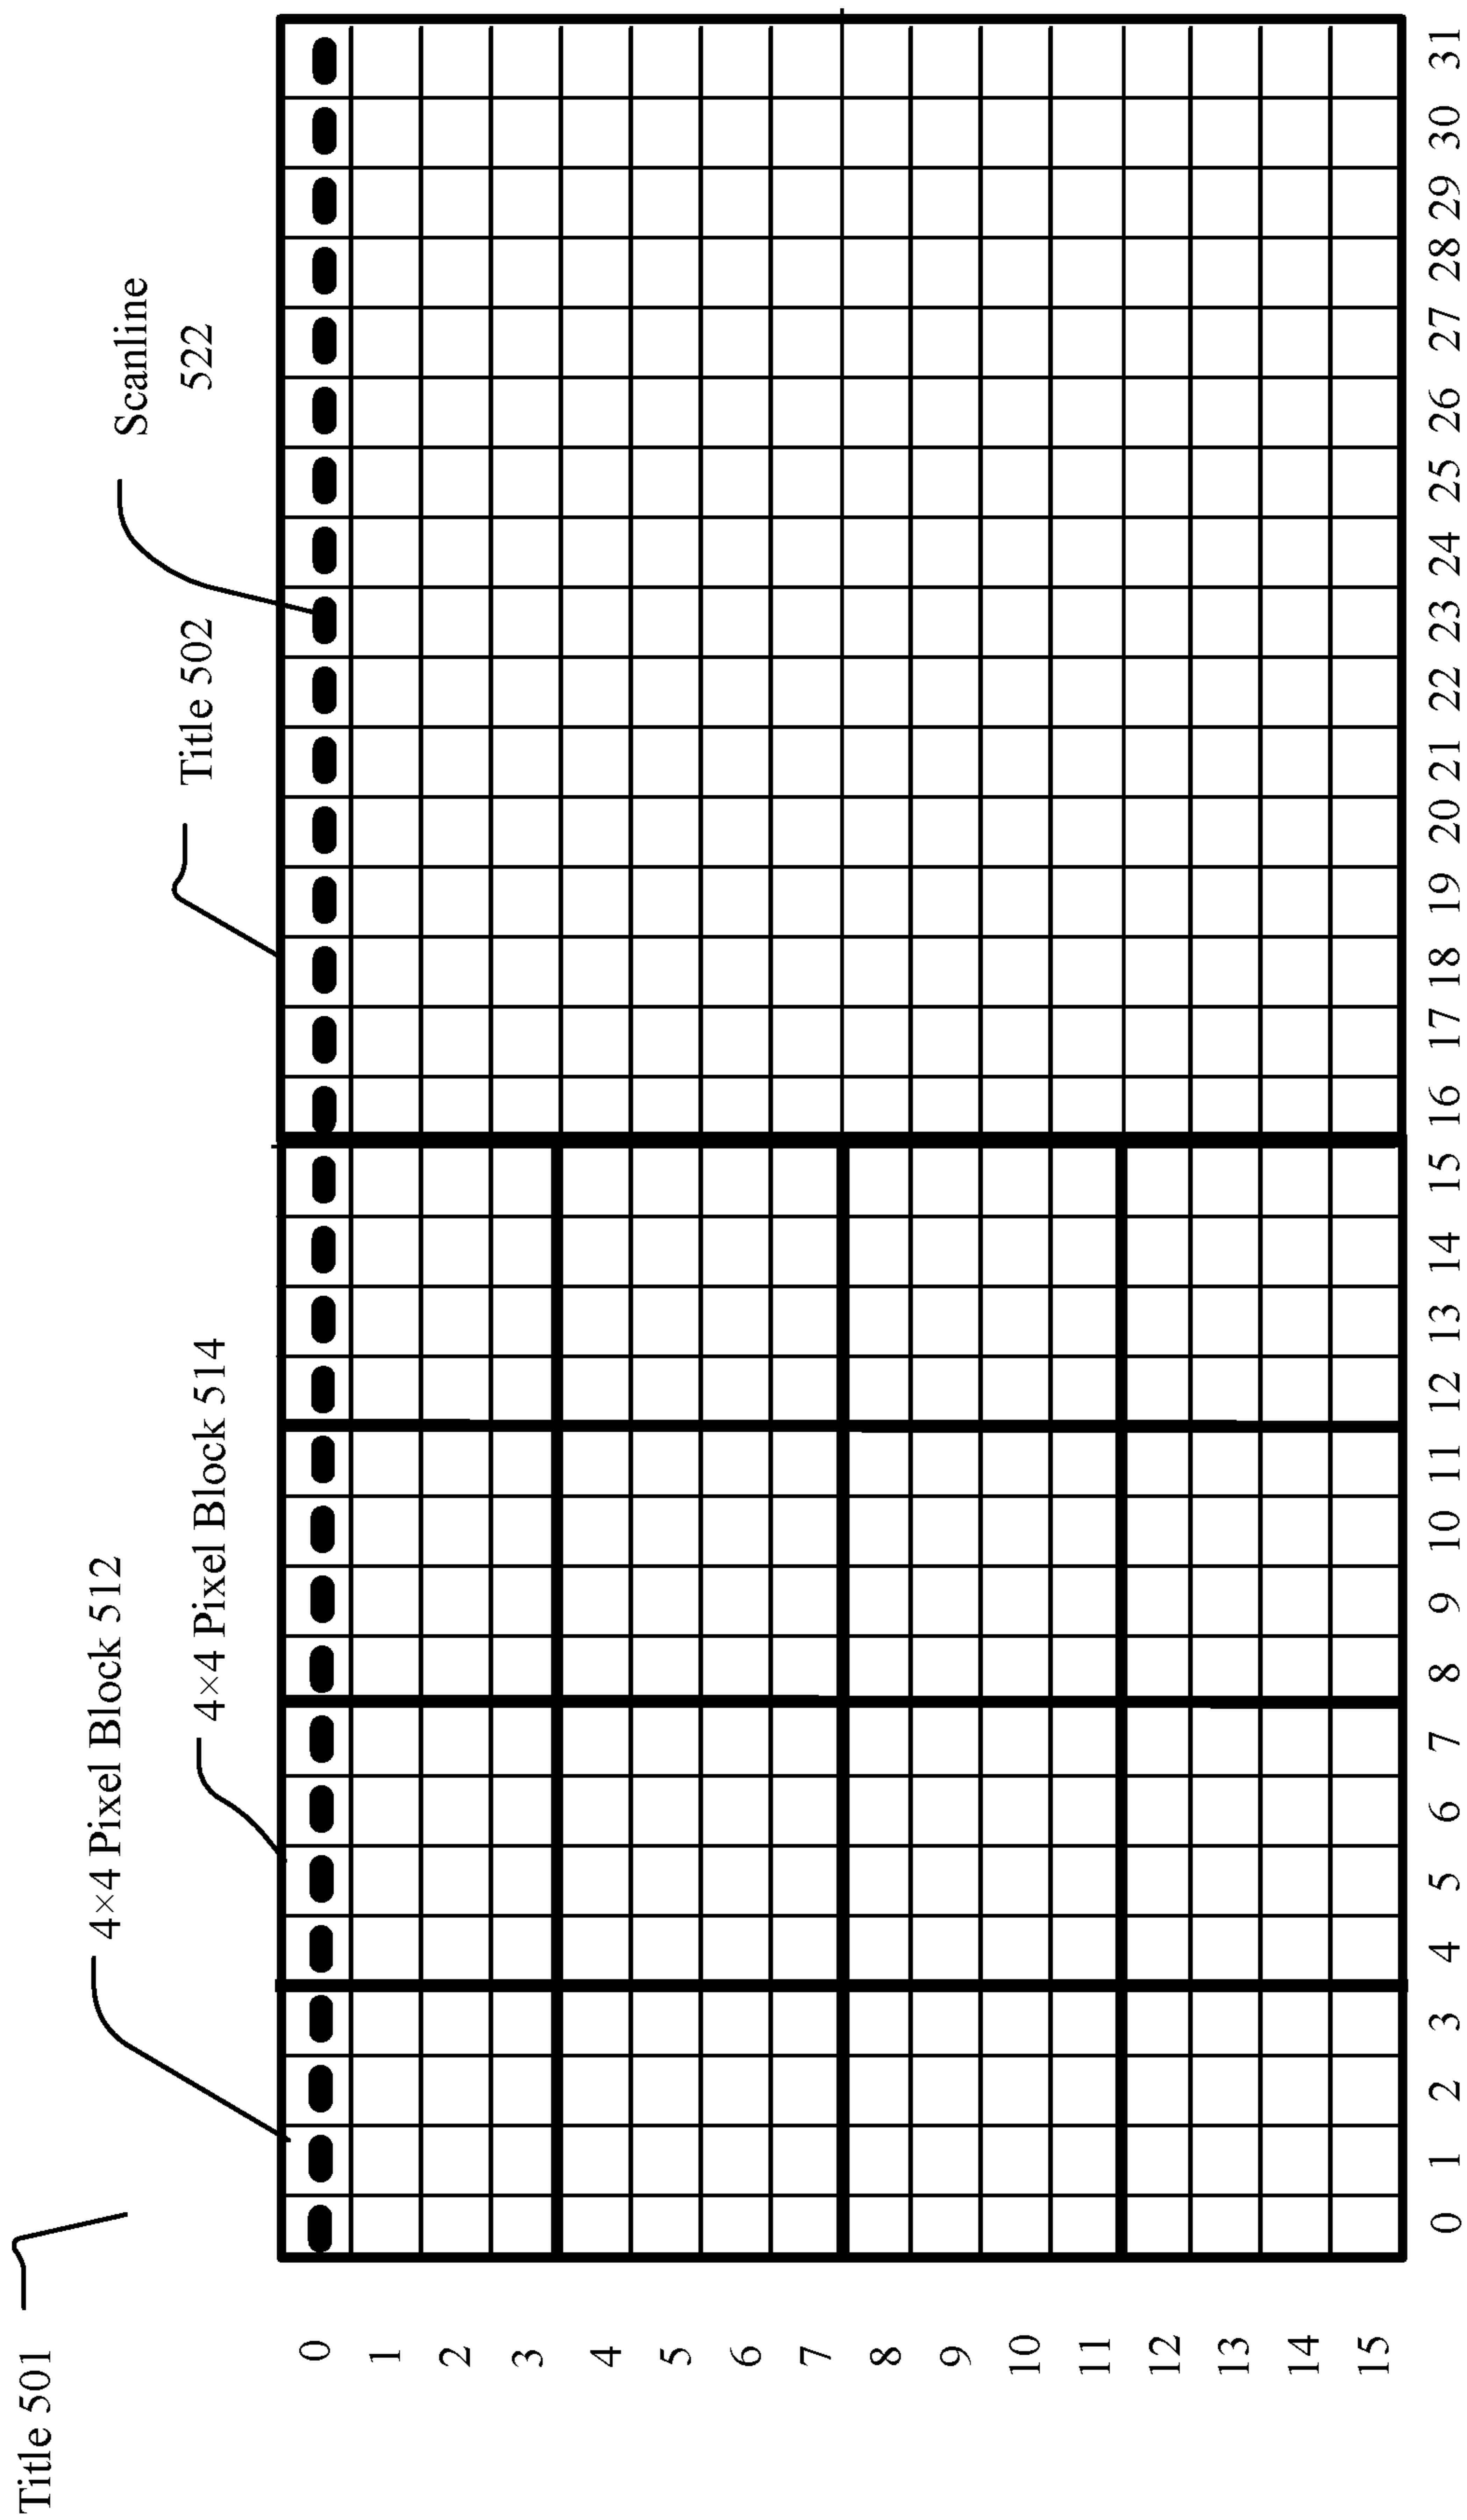 Title 501
4×4 Pixel Block 512
4×4 Pixel Block 514
Title 502
Scanline
522
0
1
2
3
4
5
6
7
8
9
10
11
12
13
14
15
0 1 2 3 4 5 6 7 8 9 10 11 12 13 14 15 16 17 18 19 20 21 22 23 24 25 26 27 28 29 30 31